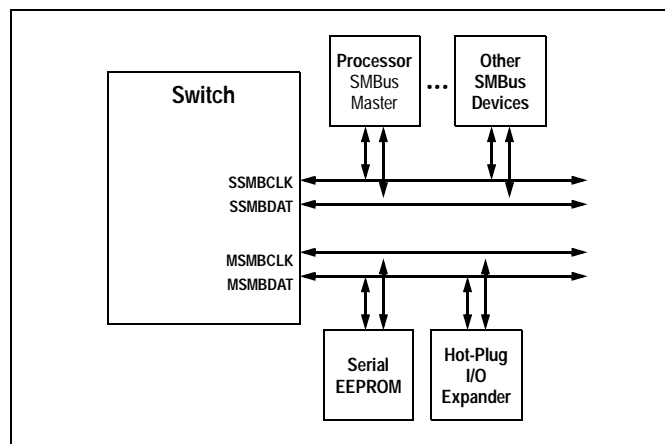 Processor
SMBus
Master
...
Other
SMBus
Devices
Switch
SSMBCLK
SSMBDAT
MSMBCLK
MSMBDAT
Serial
EEPROM
Hot-Plug
I/O
Expander